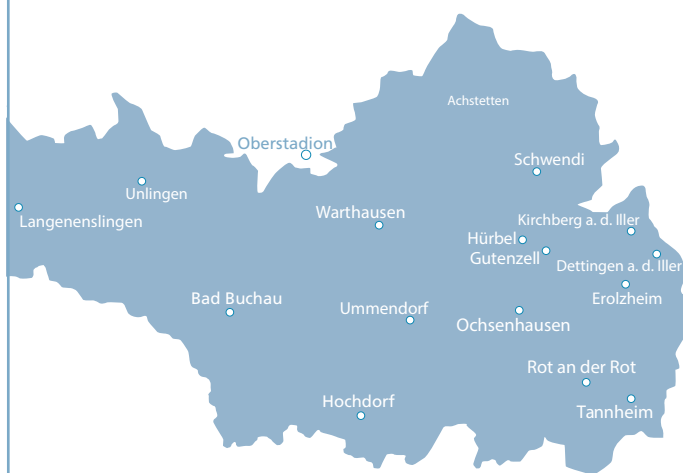 Achstetten
Oberstadion
Schwendi
Unlingen
Langenenslingen
Warthausen
Kirchberg a. d. Iller
Hürbel
Gutenzell
Dettingen a. d. Iller
Bad Buchau
Ummendorf
Erolzheim
Ochsenhausen
Rot an der Rot
Hochdorf
Tannheim